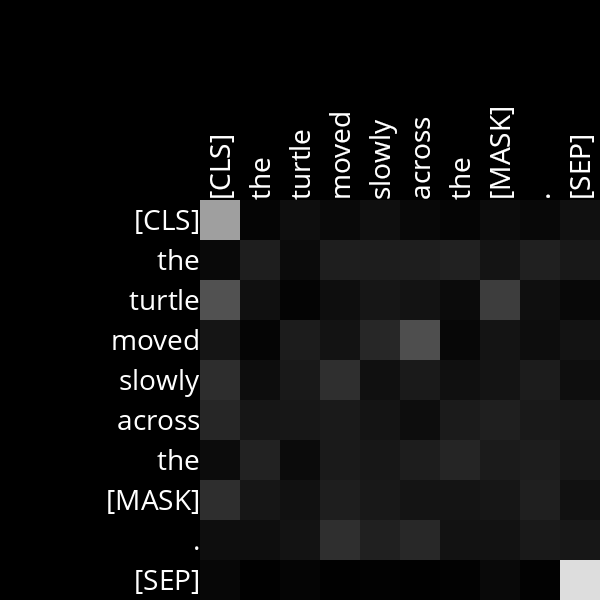 [CLS] the turtle moved slowly across the [MASK] . [SEP]
[CLS]
the
turtle
moved
slowly
across
the
[MASK]
.
[SEP]